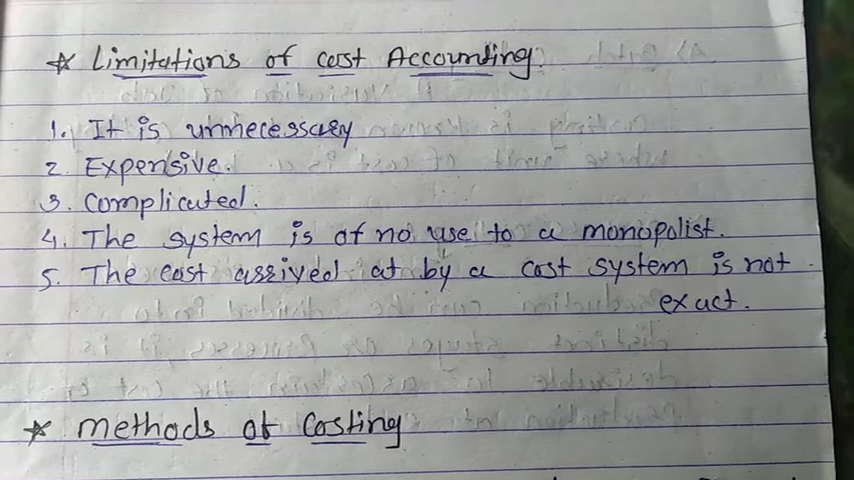 * Limitations of cost Accounting.
1. It is unnecessary
2. Expensive.
3. complicated.
4. The system is of no use to a monopolist.
5. The cost arrived at by a cost system is not
exact.
* methods of Costing